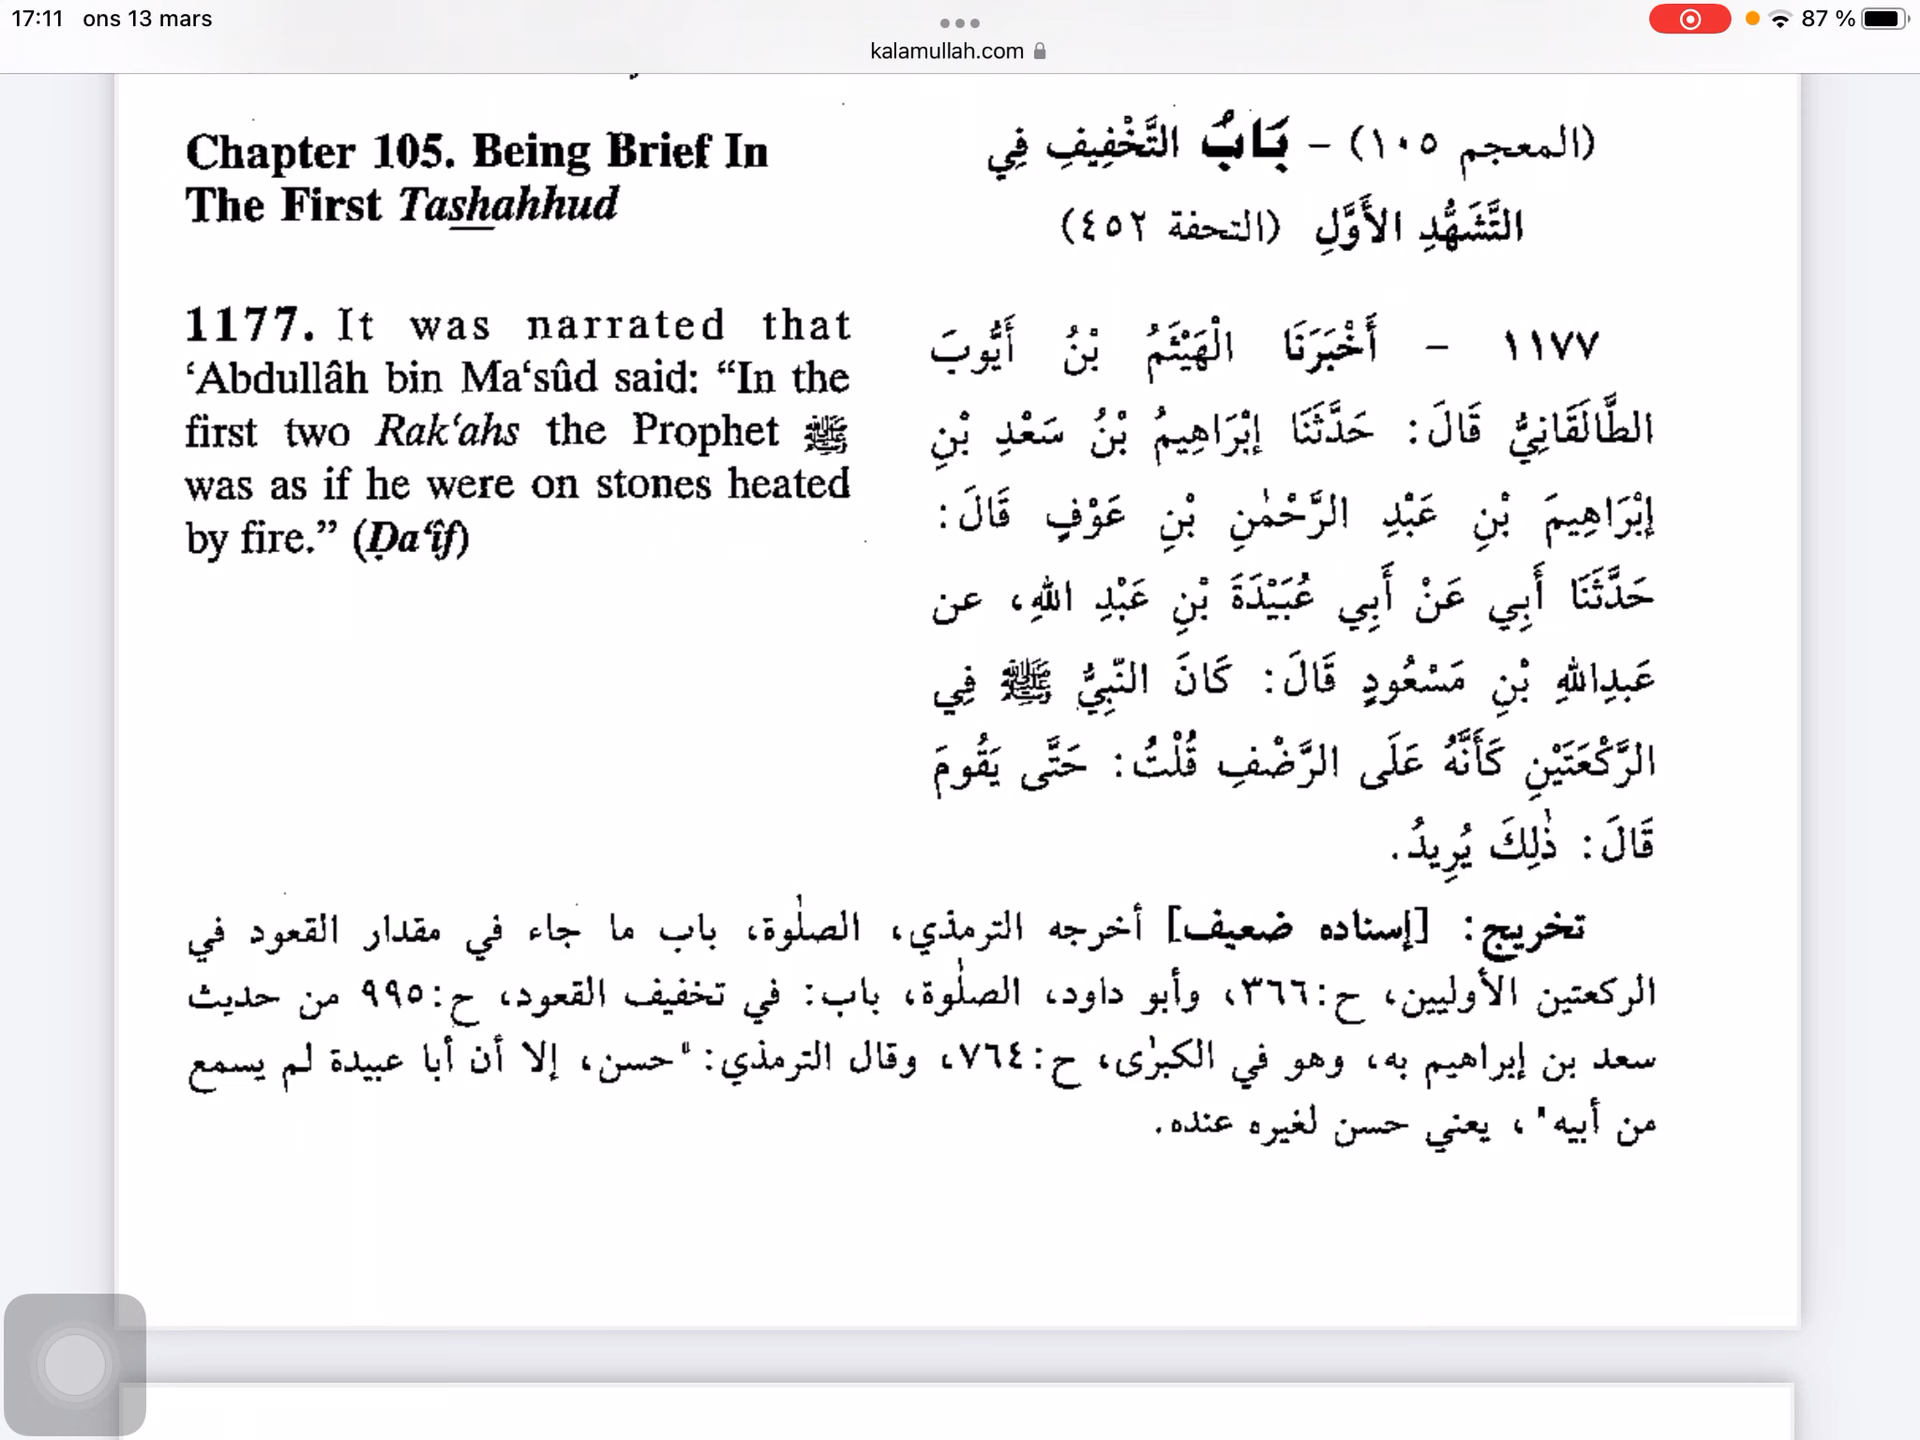 17:11 ons 13 mars
87 %
kalamullah.com
Chapter 105. Being Brief In
The First Tashahhud
1177. It was narrated that
‘Abdullâh bin Ma‘sûd said: “In the
first two Rak‘ahs the Prophet ﷺ
was as if he were on stones heated
by fire.” (Ḍa‘îf)
(المعجم ١٠٥) - بَابُ التَّخْفِيفِ فِي
التَّشَهُّدِ الأَوَّلِ (التحفة ٤٥٢)
١١٧٧ - أَخْبَرَنَا الْهَيْثَمُ بْنُ أَيُّوبَ
الطَّالَقَانِيُّ قَالَ: حَدَّثَنَا إِبْرَاهِيمُ بْنُ سَعْدِ بْنِ
إِبْرَاهِيمَ بْنِ عَبْدِ الرَّحْمٰنِ بْنِ عَوْفٍ قَالَ:
حَدَّثَنَا أَبِي عَنْ أَبِي عُبَيْدَةَ بْنِ عَبْدِ اللهِ، عن
عَبدِاللهِ بْنِ مَسْعُودٍ قَالَ: كَانَ النَّبِيُّ ﷺ فِي
الرَّكْعَتَيْنِ كَأَنَّهُ عَلَى الرَّضْفِ قُلْتُ: حَتَّى يَقُومَ
قَالَ: ذٰلِكَ يُرِيدُ.
تخريج: [إسناده ضعيف] أخرجه الترمذي، الصلٰوة، باب ما جاء في مقدار القعود في
الركعتين الأوليين، ح:٣٦٦، وأبو داود، الصلٰوة، باب: في تخفيف القعود، ح:٩٩٥ من حديث
سعد بن إبراهيم به، وهو في الكبرٰى، ح:٧٦٤، وقال الترمذي: "حسن، إلا أن أبا عبيدة لم يسمع
من أبيه"، يعني حسن لغيره عنده.